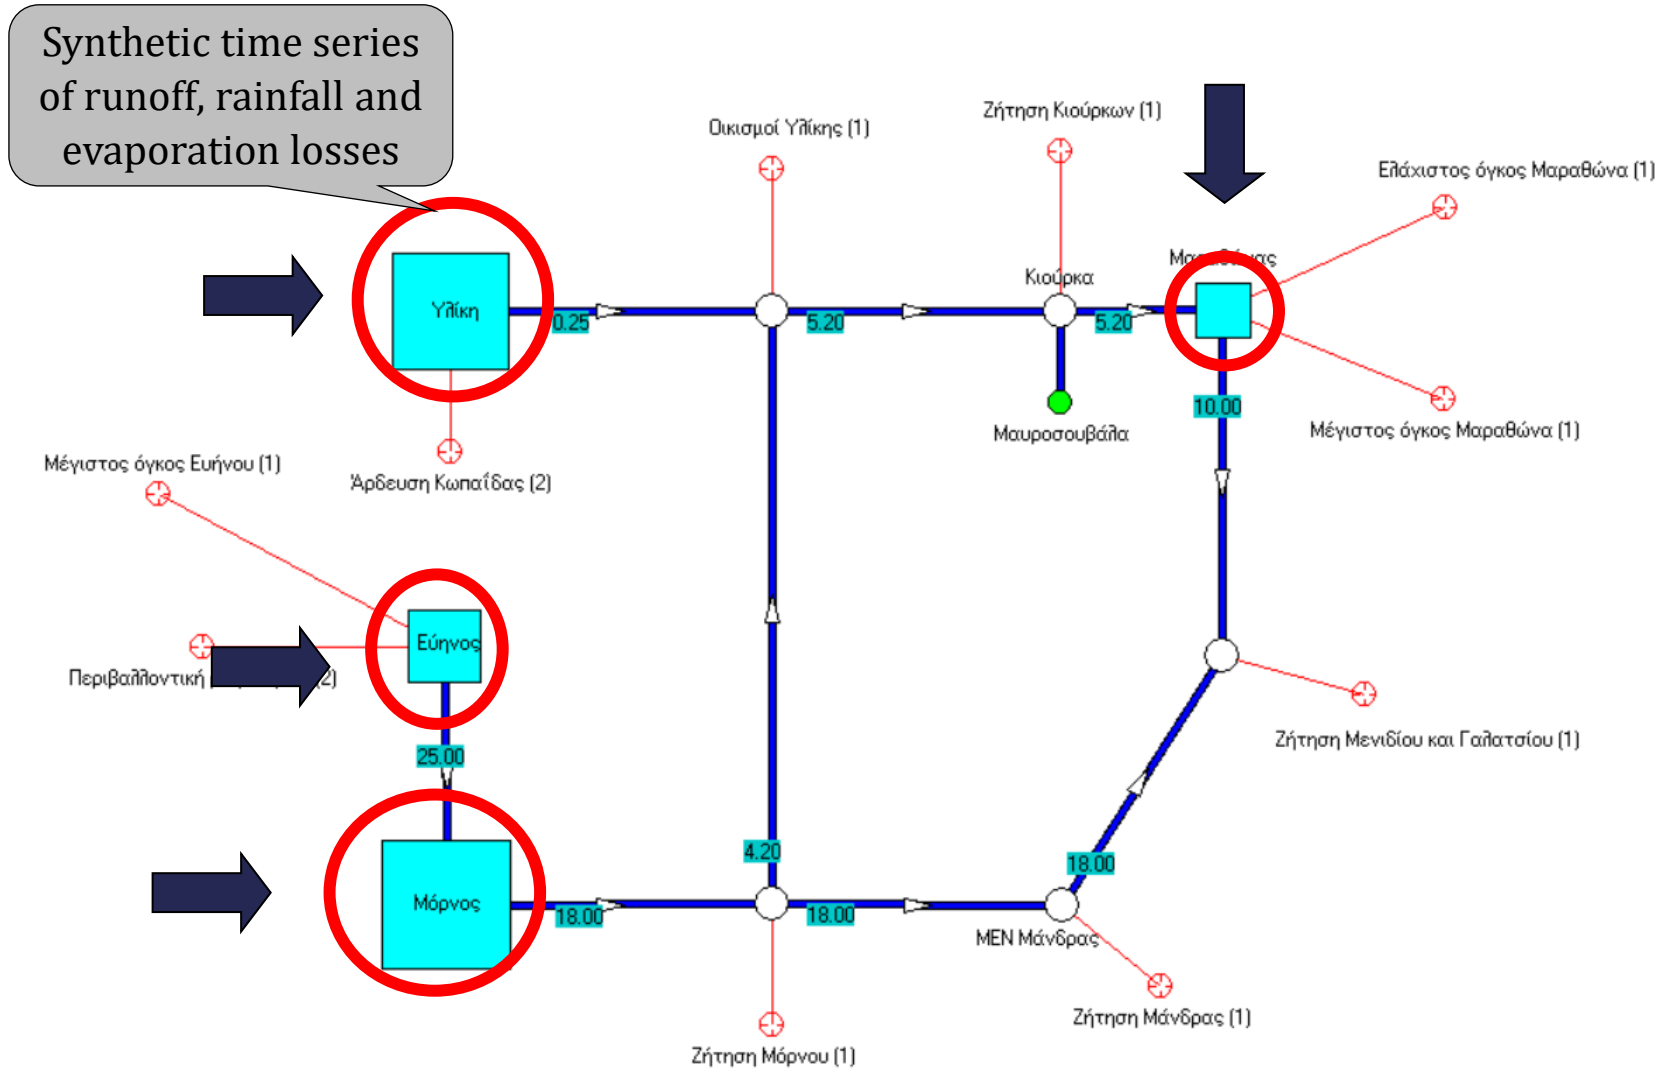 Synthetic time series
of runoff, rainfall and
evaporation losses
Οικισμοί Υλίκης (1)
Ζήτηση Κιούρκων (1)
Ελάχιστος όγκος Μαραθώνα (1)
Κιούρκα
Υλίκη
0.25
5.20
5.20
10.00
Μαυροσουβάλα
Μέγιστος όγκος Μαραθώνα (1)
Μέγιστος όγκος Ευήνου (1)
Άρδευση Κωπαΐδας (2)
Εύηνος
Περιβαλλοντική (2)
25.00
Ζήτηση Μενιδίου και Γαλατσίου (1)
4.20
18.00
Μόρνος
18.00
18.00
ΜΕΝ Μάνδρας
Ζήτηση Μάνδρας (1)
Ζήτηση Μόρνου (1)